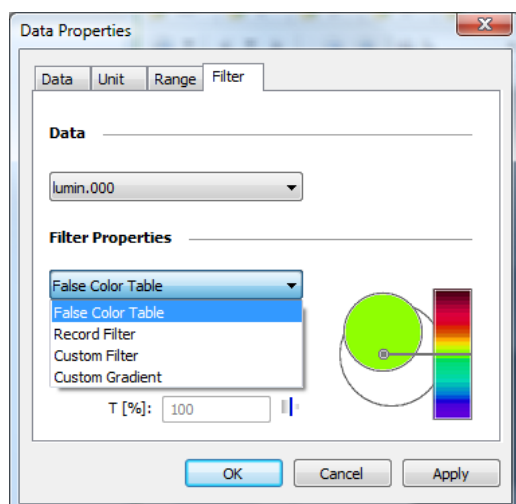 Data Properties
Data Unit Range Filter
Data
lumin.000
Filter Properties
False Color Table
False Color Table
Record Filter
Custom Filter
Custom Gradient
T [%]: 100
OK Cancel Apply